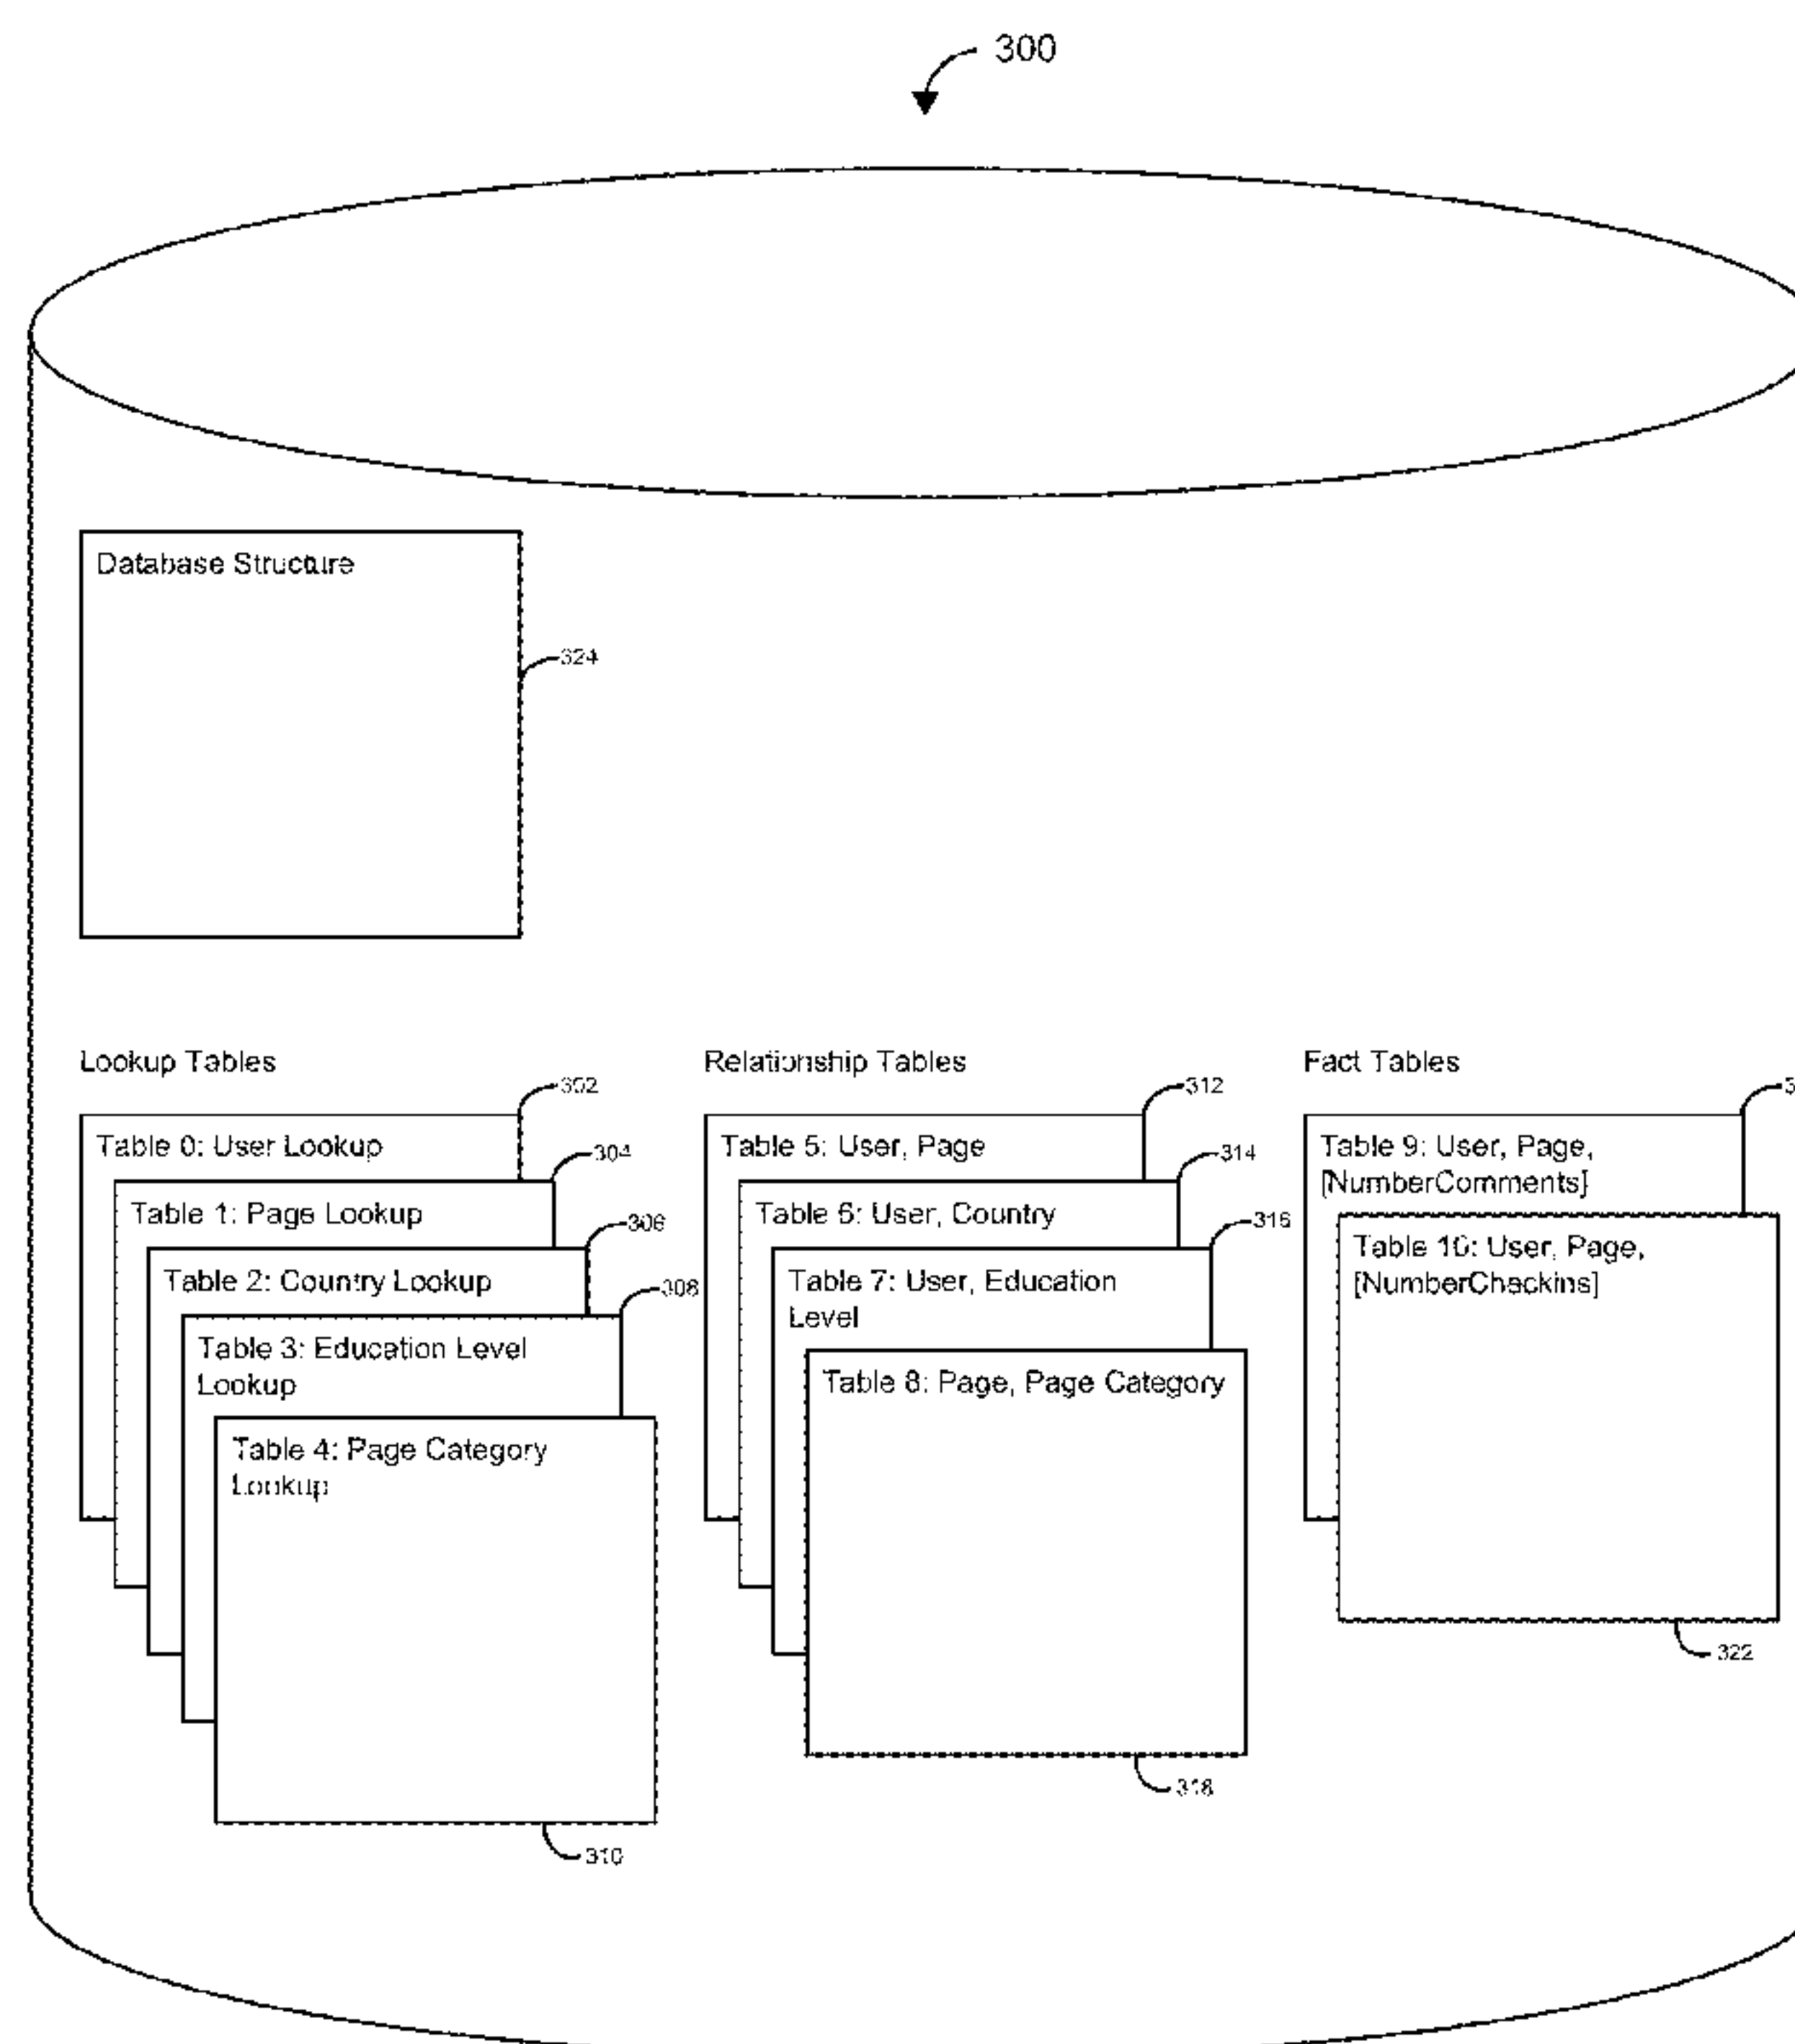 300
Database Structure
324
Lookup Tables
302
Table 0: User Lookup
304
Table 1: Page Lookup
306
Table 2: Country Lookup
308
Table 3: Education Level
Lookup
Table 4: Page Category
Lookup
310
Relationship Tables
312
Table 5: User, Page
314
Table 6: User, Country
316
Table 7: User, Education
Level
Table 8: Page, Page Category
318
Fact Tables
Table 9: User, Page,
[NumberComments]
Table 10: User, Page,
[NumberCheckins]
322